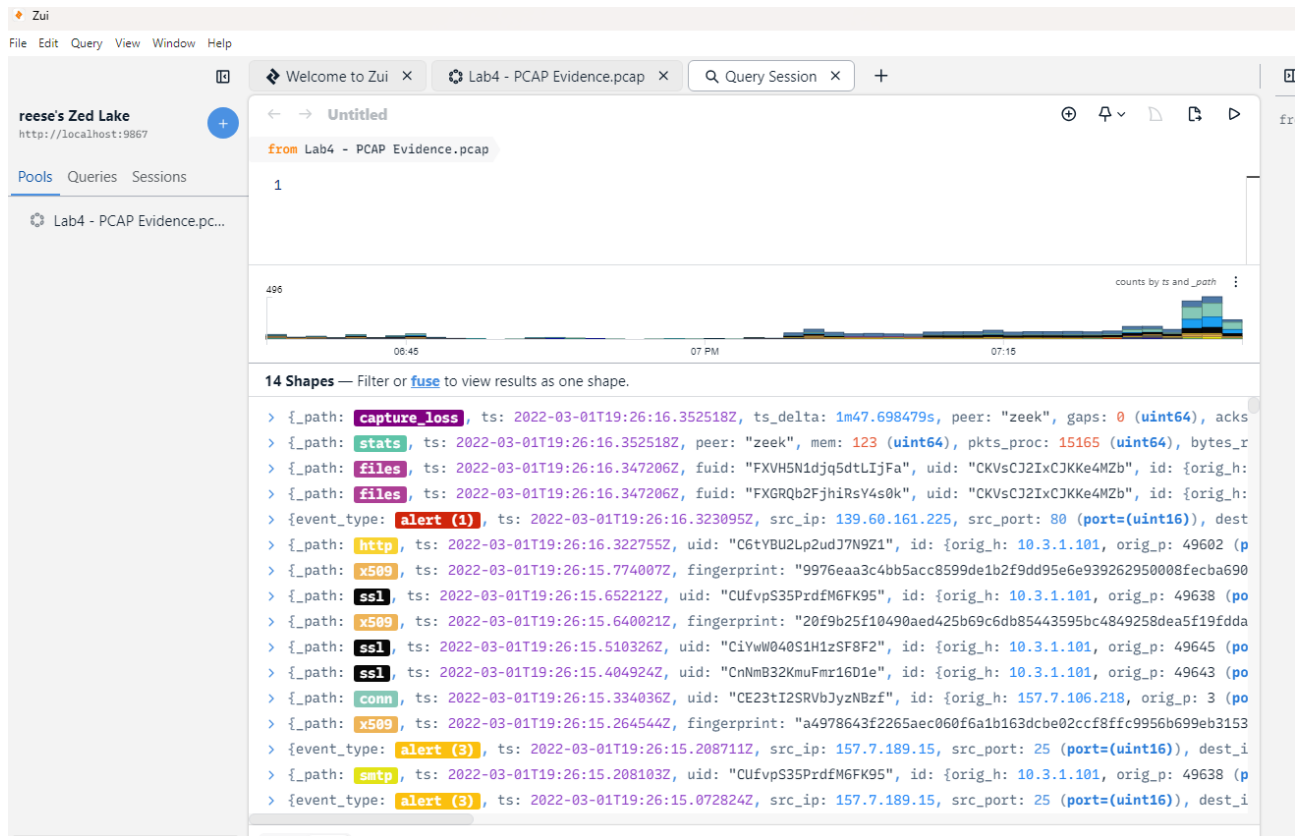 Zui
File Edit Query View Window Help
Welcome to Zui × Lab4 - PCAP Evidence.pcap × Query Session × +
reese's Zed Lake
http://localhost:9867
+
Pools Queries Sessions
Lab4 - PCAP Evidence.pc...
Untitled
from Lab4 - PCAP Evidence.pcap
1
counts by ts and _path
496
06:45 07 PM 07:15
14 Shapes — Filter or fuse to view results as one shape.
> {_path: capture_loss, ts: 2022-03-01T19:26:16.352518Z, ts_delta: 1m47.698479s, peer: "zeek", gaps: 0 (uint64), acks
> {_path: stats, ts: 2022-03-01T19:26:16.352518Z, peer: "zeek", mem: 123 (uint64), pkts_proc: 15165 (uint64), bytes_r
> {_path: files, ts: 2022-03-01T19:26:16.347206Z, fuid: "FXVH5N1djq5dtLIjFa", uid: "CKVsCJ2IxCJKKe4MZb", id: {orig_h:
> {_path: files, ts: 2022-03-01T19:26:16.347206Z, fuid: "FXGRQb2FjhiRsY4s0k", uid: "CKVsCJ2IxCJKKe4MZb", id: {orig_h:
> {event_type: alert (1), ts: 2022-03-01T19:26:16.323095Z, src_ip: 139.60.161.225, src_port: 80 (port=(uint16)), dest
> {_path: http, ts: 2022-03-01T19:26:16.322755Z, uid: "C6tYBU2Lp2udJ7N9Z1", id: {orig_h: 10.3.1.101, orig_p: 49602 (p
> {_path: x509, ts: 2022-03-01T19:26:15.774007Z, fingerprint: "9976eaa3c4bb5acc8599de1b2f9dd95e6e939262950008fecba690
> {_path: ssl, ts: 2022-03-01T19:26:15.652212Z, uid: "CUfvpS35PrdfM6FK95", id: {orig_h: 10.3.1.101, orig_p: 49638 (po
> {_path: x509, ts: 2022-03-01T19:26:15.640021Z, fingerprint: "20f9b25f10490aed425b69c6db85443595bc4849258dea5f19fdda
> {_path: ssl, ts: 2022-03-01T19:26:15.510326Z, uid: "CiYwW040S1H1zSF8F2", id: {orig_h: 10.3.1.101, orig_p: 49645 (po
> {_path: ssl, ts: 2022-03-01T19:26:15.404924Z, uid: "CnNmB32KmuFmr16D1e", id: {orig_h: 10.3.1.101, orig_p: 49643 (po
> {_path: conn, ts: 2022-03-01T19:26:15.334036Z, uid: "CE23tI2SRVbJyzNBzf", id: {orig_h: 157.7.106.218, orig_p: 3 (po
> {_path: x509, ts: 2022-03-01T19:26:15.264544Z, fingerprint: "a4978643f2265aec060f6a1b163dcbe02ccf8ffc9956b699eb3153
> {event_type: alert (3), ts: 2022-03-01T19:26:15.208711Z, src_ip: 157.7.189.15, src_port: 25 (port=(uint16)), dest_i
> {_path: smtp, ts: 2022-03-01T19:26:15.208103Z, uid: "CUfvpS35PrdfM6FK95", id: {orig_h: 10.3.1.101, orig_p: 49638 (p
> {event_type: alert (3), ts: 2022-03-01T19:26:15.072824Z, src_ip: 157.7.189.15, src_port: 25 (port=(uint16)), dest_i